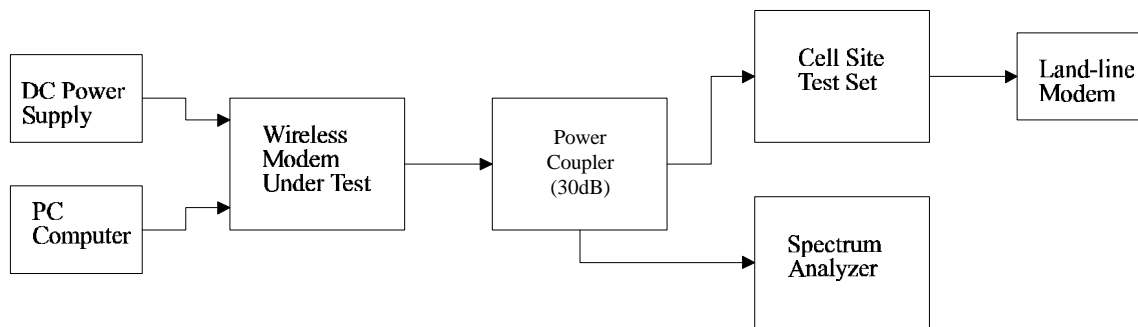 DC Power
Supply
PC
Computer
Wireless
Modem
Under Test
Power
Coupler
(30dB)
Cell Site
Test Set
Land-line
Modem
Spectrum
Analyzer